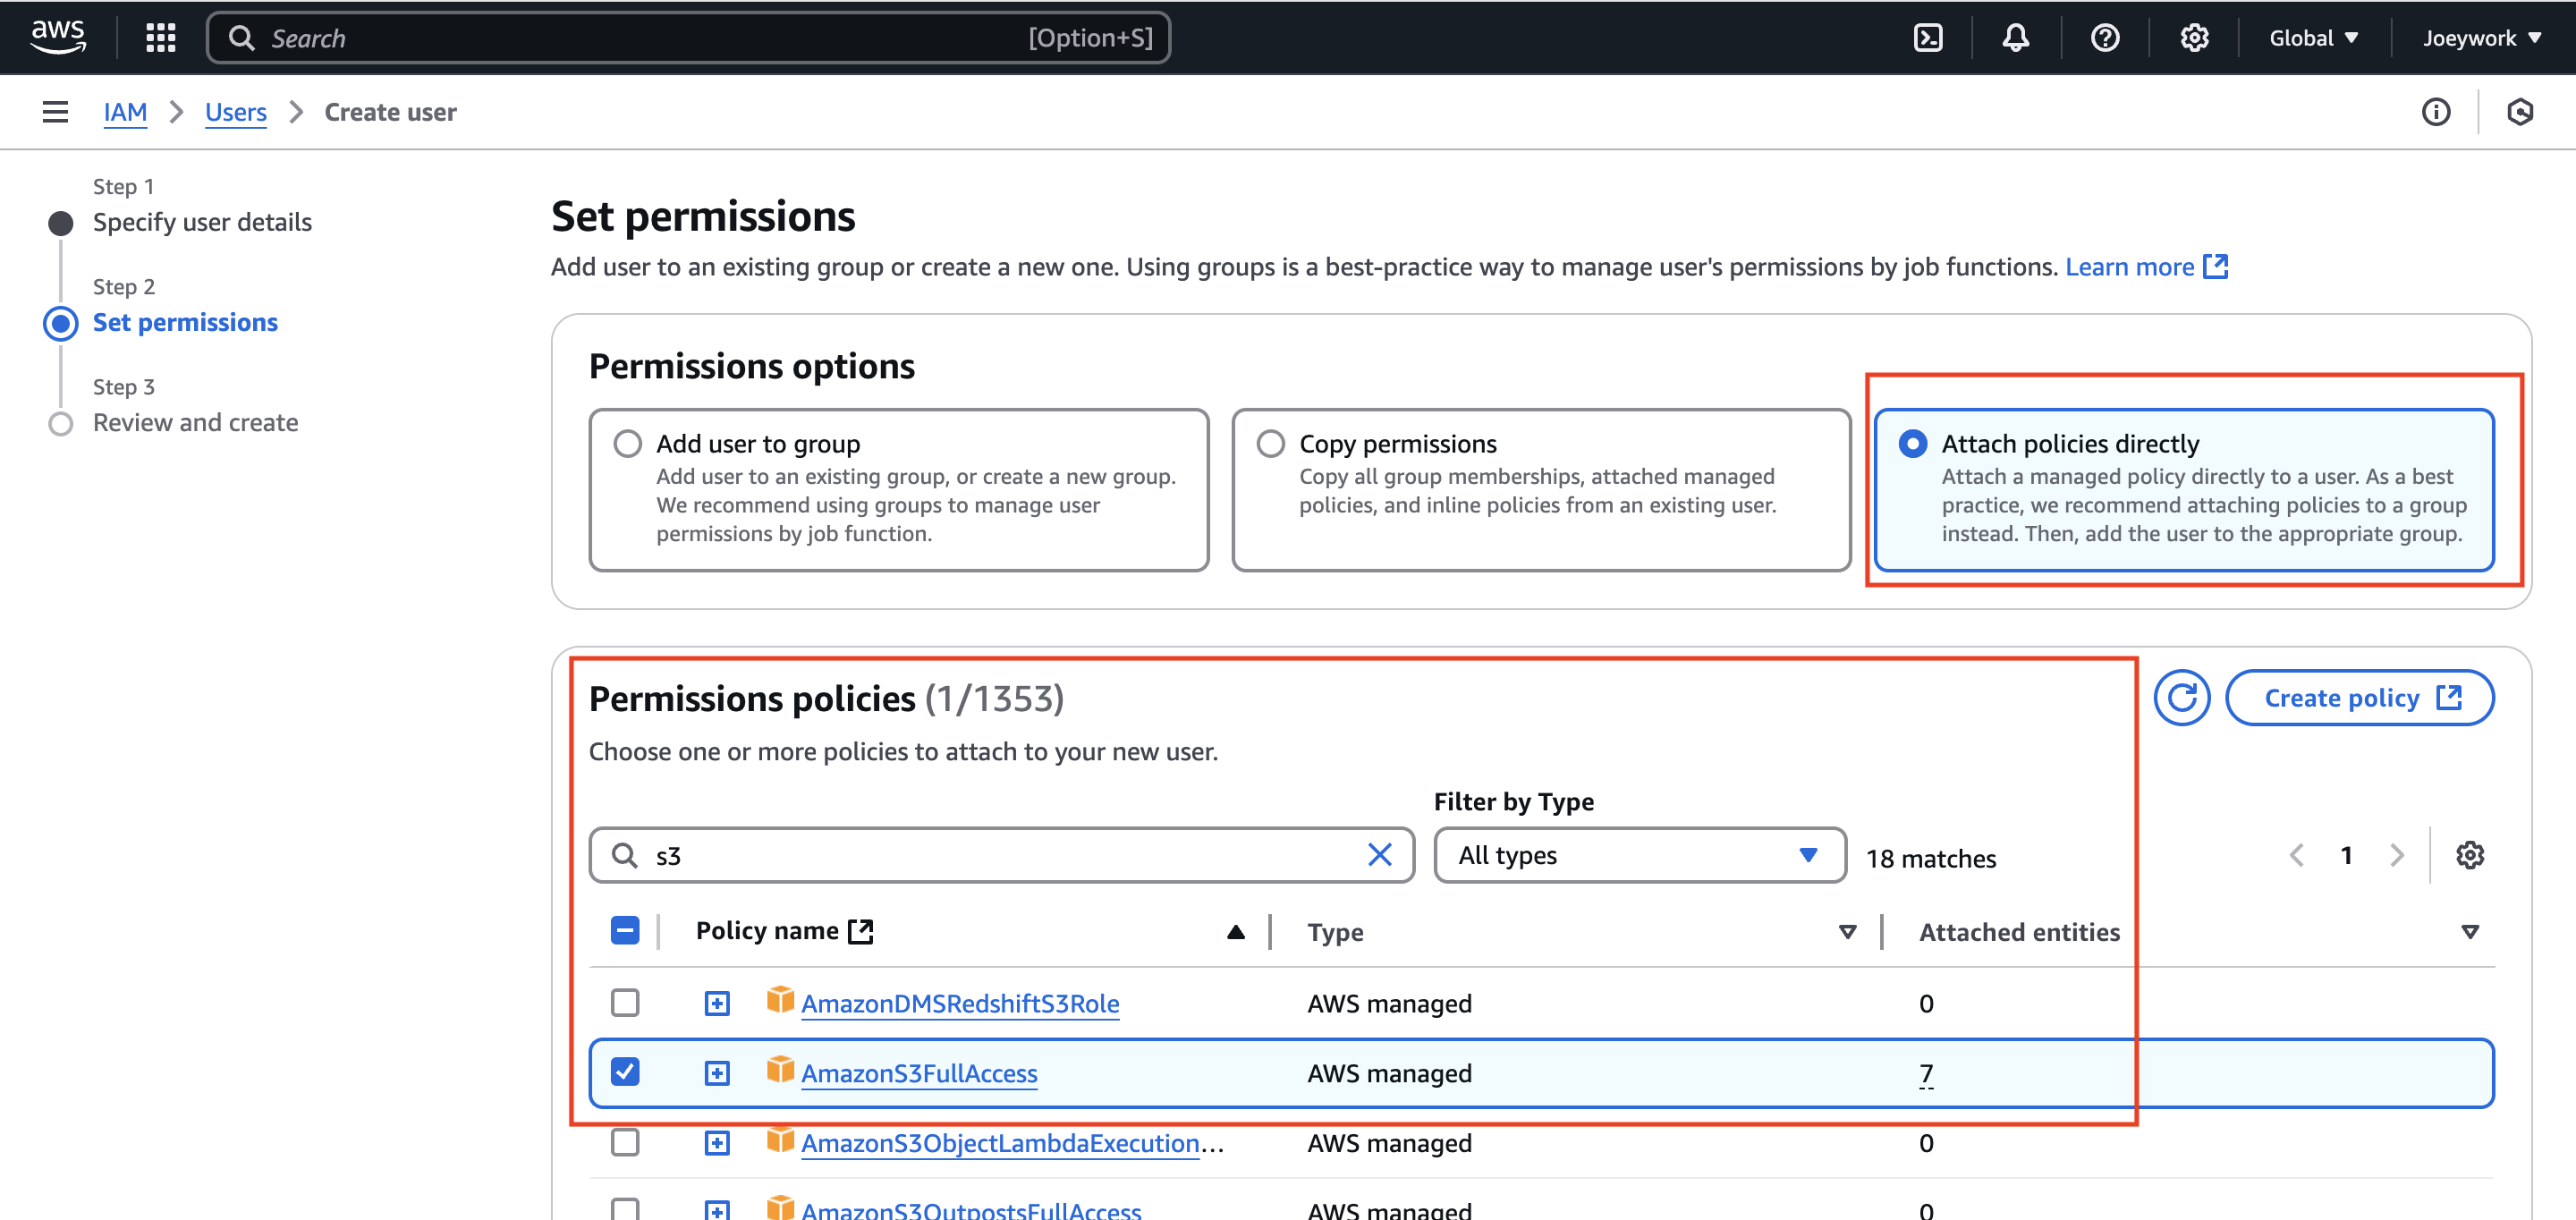 aws
Search [Option+S]
Global
Joeywork
IAM Users Create user
Step 1
Specify user details
Step 2
Set permissions
Step 3
Review and create
Set permissions
Add user to an existing group or create a new one. Using groups is a best-practice way to manage user's permissions by job functions. Learn more
Permissions options
Add user to group
Add user to an existing group, or create a new group.
We recommend using groups to manage user
permissions by job function.
Copy permissions
Copy all group memberships, attached managed
policies, and inline policies from an existing user.
Attach policies directly
Attach a managed policy directly to a user. As a best
practice, we recommend attaching policies to a group
instead. Then, add the user to the appropriate group.
Permissions policies (1/1353)
Create policy
Choose one or more policies to attach to your new user.
Filter by Type
s3
All types
18 matches
1
Policy name Type Attached entities
AmazonDMSRedshiftS3Role AWS managed 0
AmazonS3FullAccess AWS managed 7
AmazonS3ObjectLambdaExecution... AWS managed 0
AmazonS3OutpostsFullAccess AWS managed 0